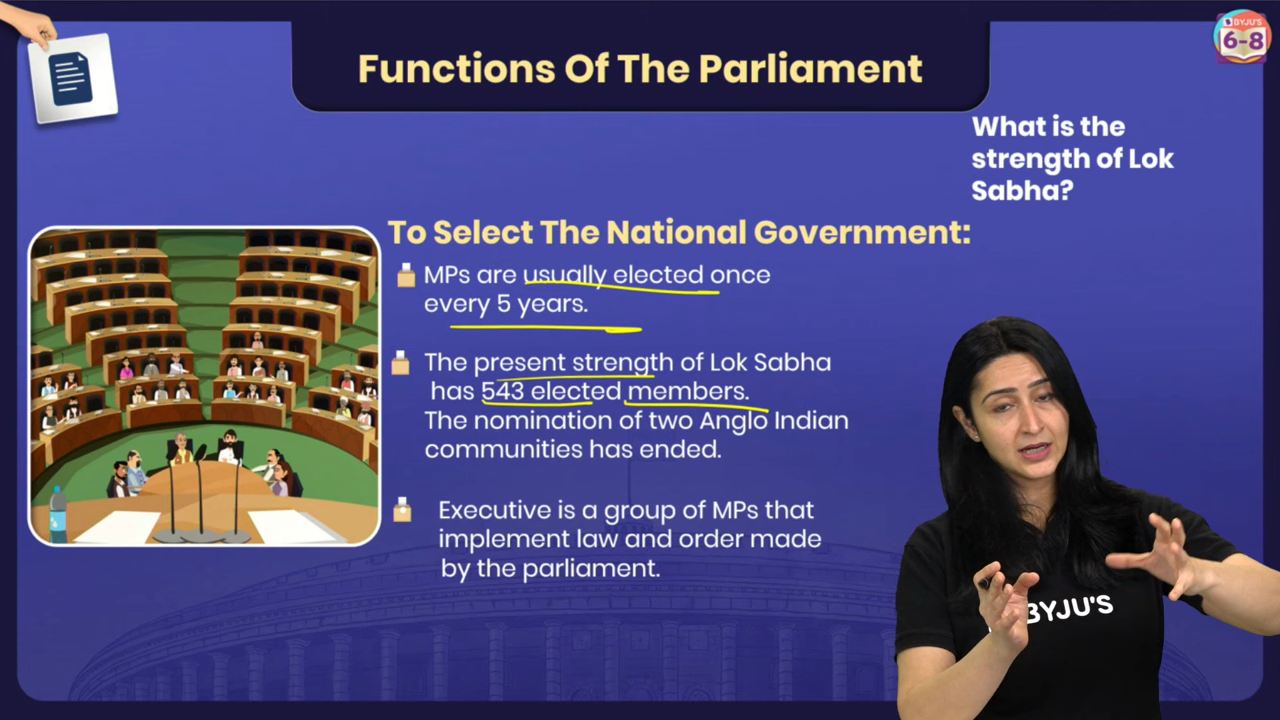 Functions Of The Parliament
BYJU'S
6-8
What is the
strength of Lok
Sabha?
To Select The National Government:
MPs are usually elected once
every 5 years.
The present strength of Lok Sabha
has 543 elected members.
The nomination of two Anglo Indian
communities has ended.
Executive is a group of MPs that
implement law and order made
by the parliament.
BYJU'S